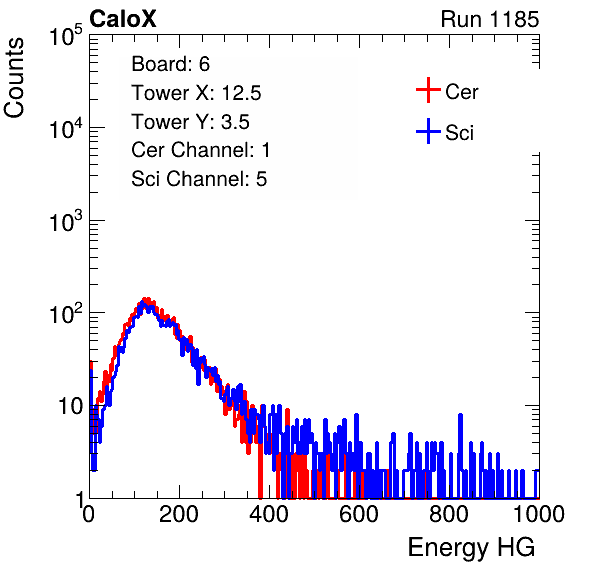 CaloX
Run 1185
Counts
10^5
10^4
10^3
10^2
10
1
Board: 6
Tower X: 12.5
Tower Y: 3.5
Cer Channel: 1
Sci Channel: 5
Cer
Sci
0 200 400 600 800 1000
Energy HG